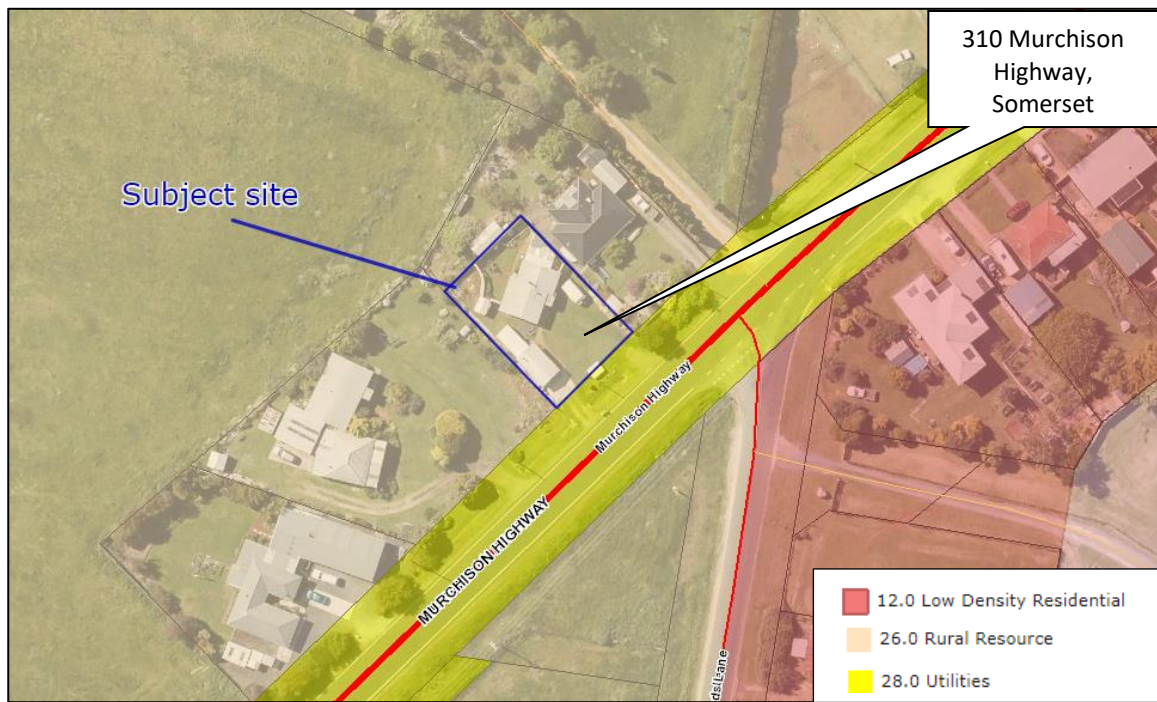 310 Murchison
Highway,
Somerset
Subject site
Murchison Highway
MURCHISON HIGHWAY
12.0 Low Density Residential
26.0 Rural Resource
28.0 Utilities